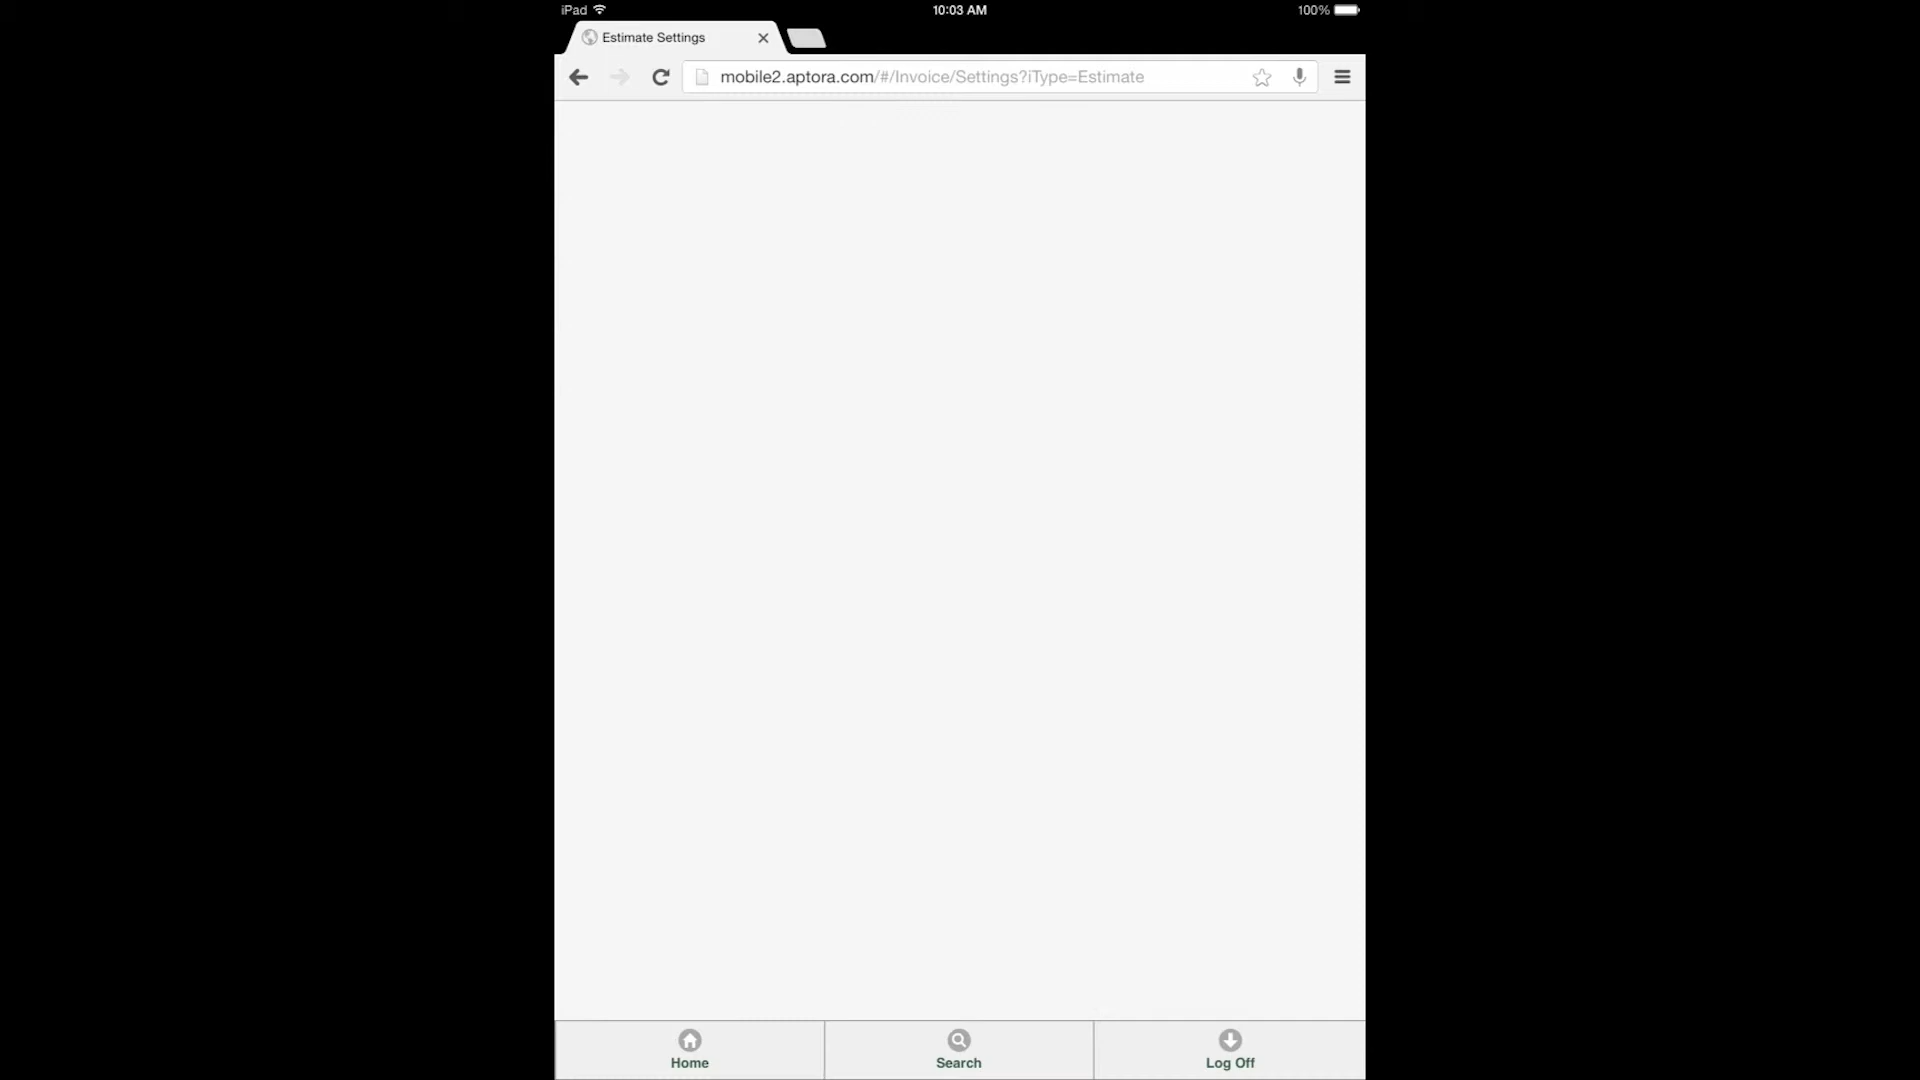 iPad
10:03 AM
100%
Estimate Settings
mobile2.aptora.com/#/Invoice/Settings?iType=Estimate
Home
Search
Log Off